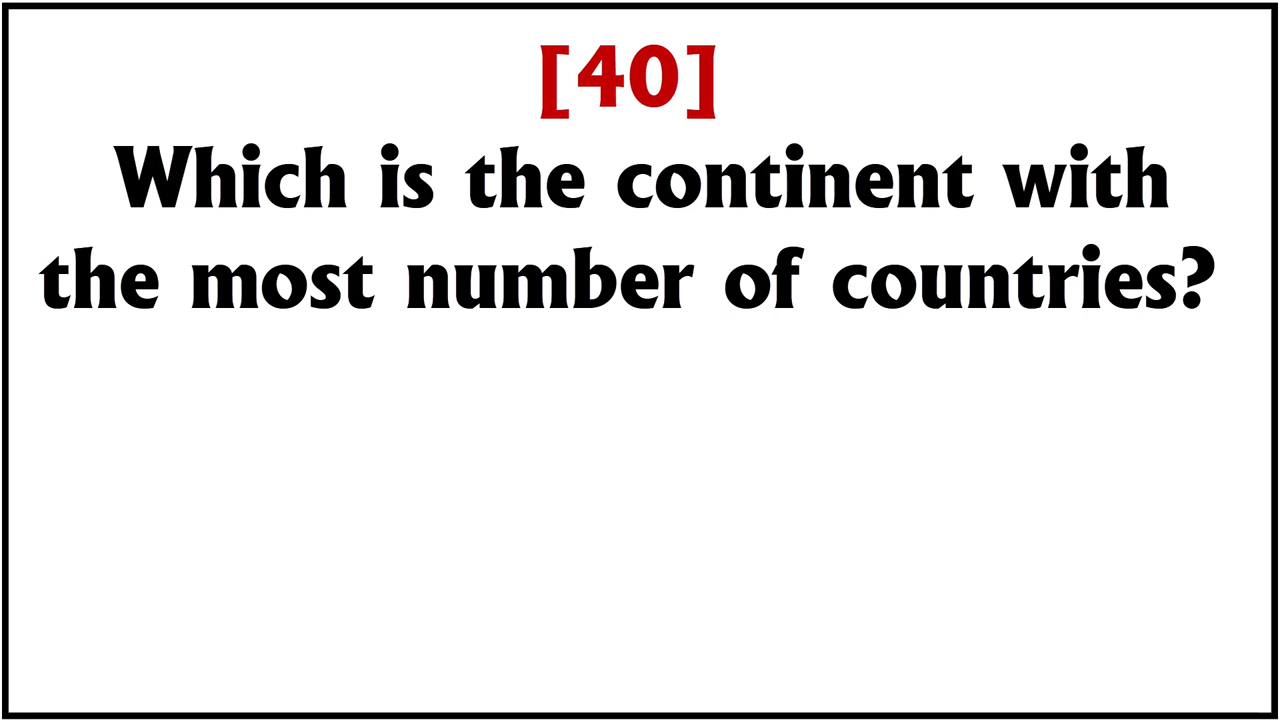 [40]
Which is the continent with
the most number of countries?